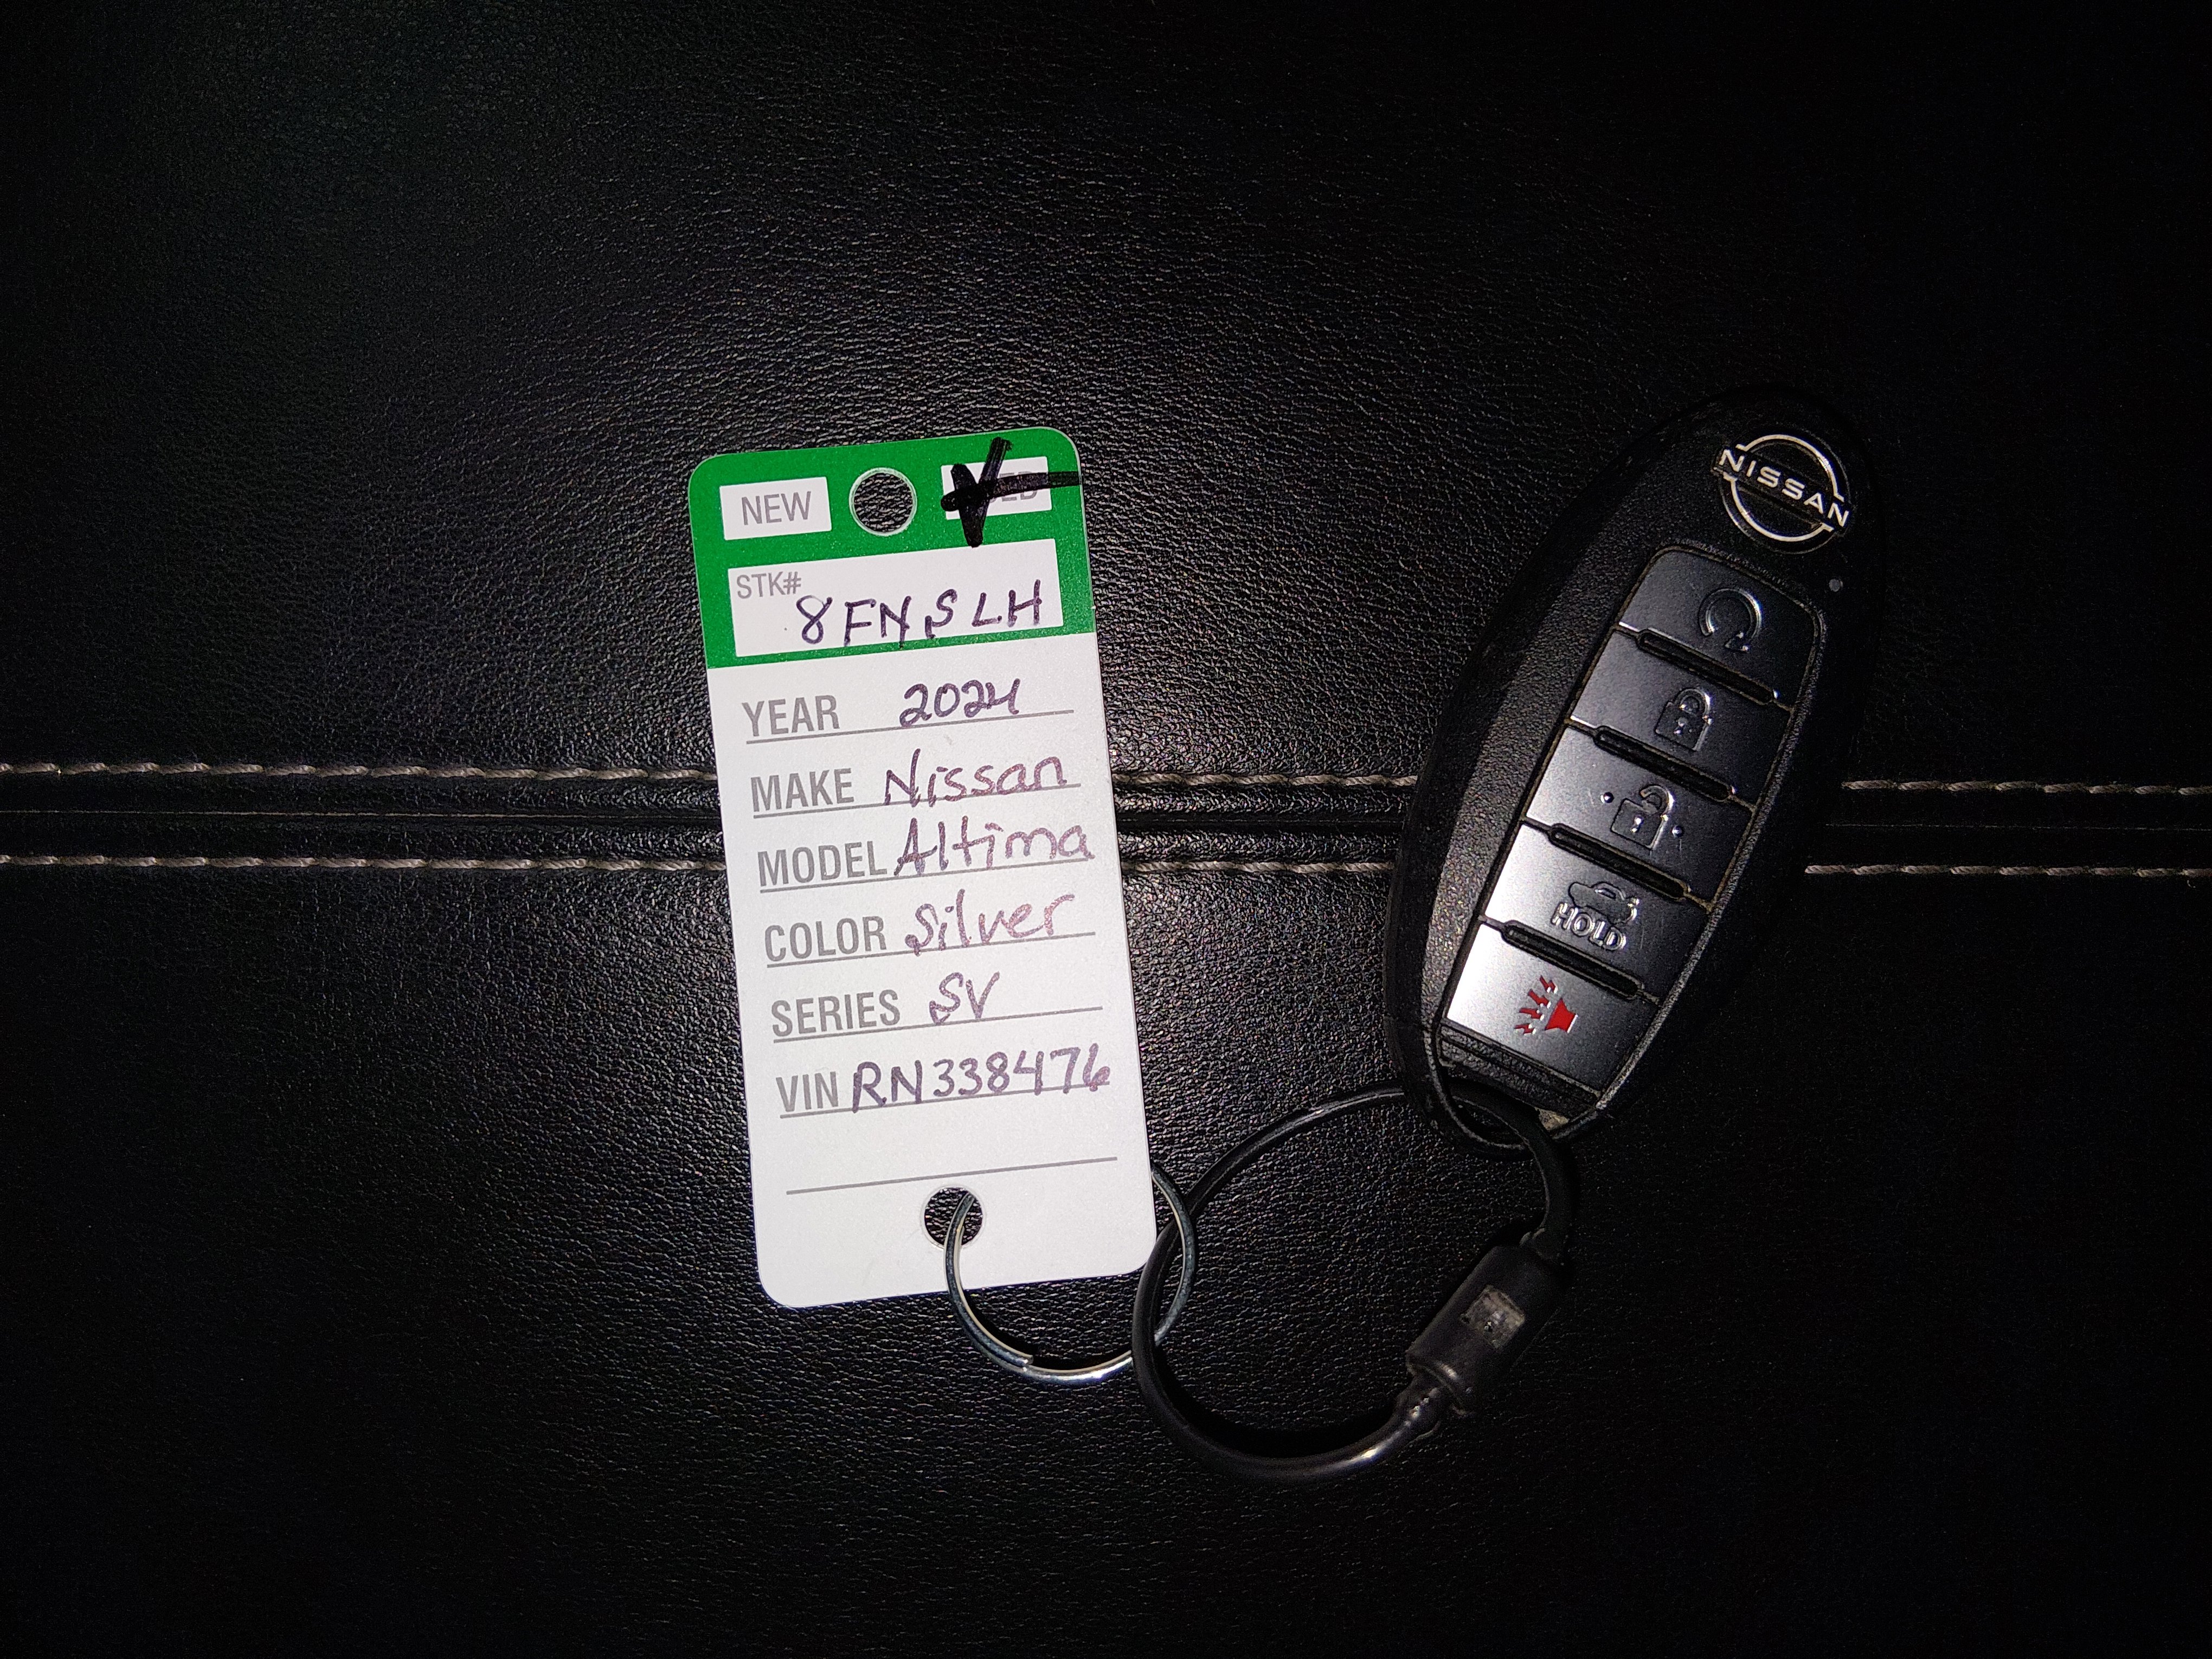 NEW
STK#
8FNSLH
YEAR 2024
MAKE Nissan
MODEL Altima
COLOR Silver
SERIES SV
VIN RN338476
NISSAN
HOLD